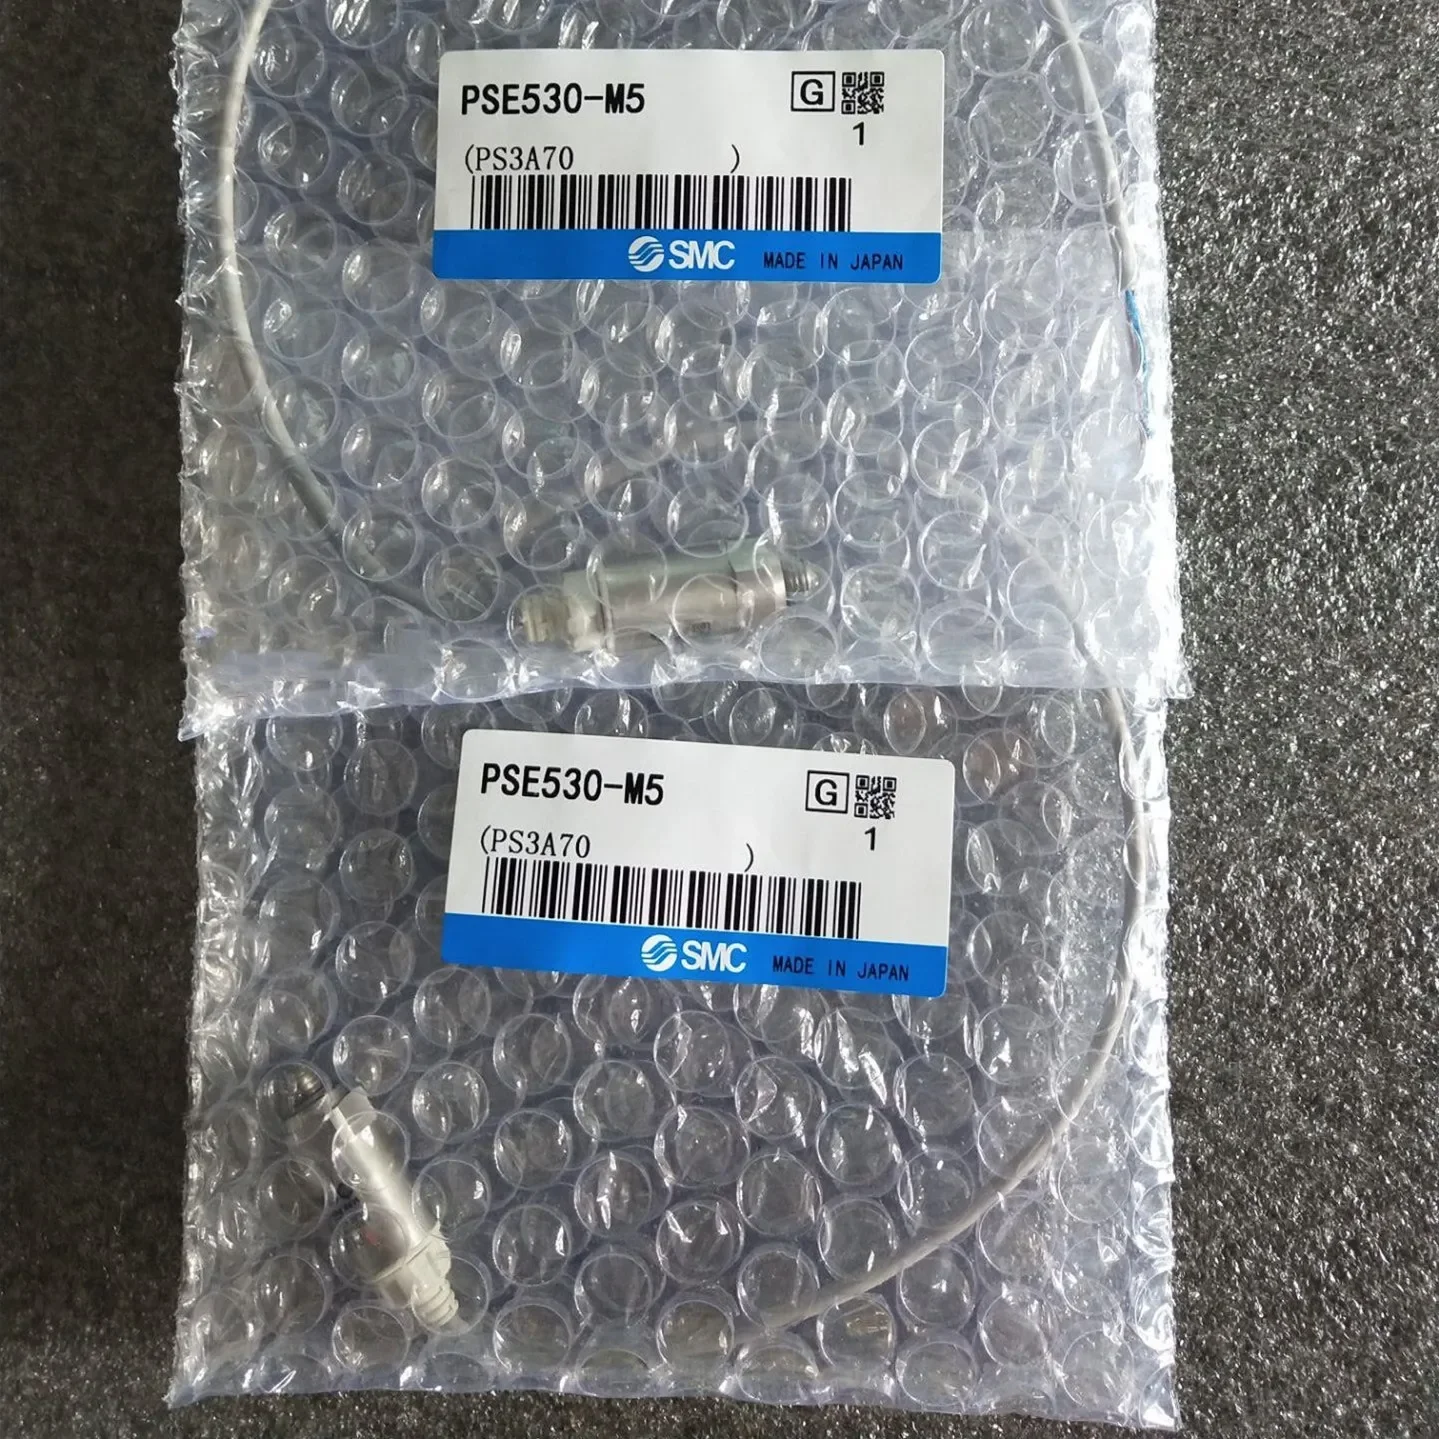 PSE530-M5 G
1
(PS3A70 )
SMC MADE IN JAPAN
PSE530-M5 G
1
(PS3A70 )
SMC MADE IN JAPAN